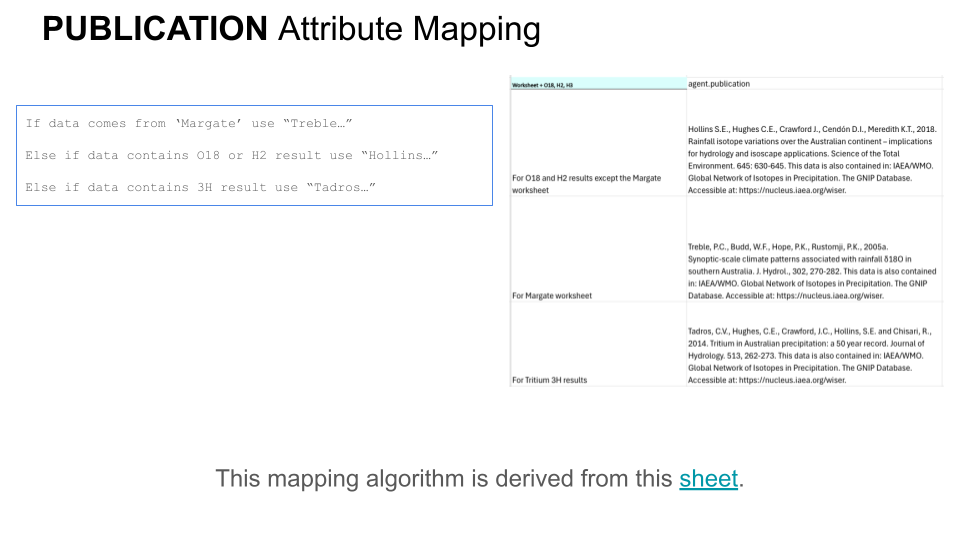 PUBLICATION Attribute Mapping
If data comes from ‘Margate’ use “Treble…”
Else if data contains O18 or H2 result use “Hollins…”
Else if data contains 3H result use “Tadros…”
Worksheet + O18, H2, H3
agent.publication
For O18 and H2 results except the Margate
worksheet
Hollins S.E., Hughes C.E., Crawford J., Cendón D.I., Meredith K.T., 2018.
Rainfall isotope variations over the Australian continent – implications
for hydrology and isoscape applications. Science of the Total
Environment. 645: 630-645. This data is also contained in: IAEA/WMO.
Global Network of Isotopes in Precipitation. The GNIP Database.
Accessible at: https://nucleus.iaea.org/wiser.
For Margate worksheet
Treble, P.C., Budd, W.F., Hope, P.K., Rustomji, P.K., 2005a.
Synoptic-scale climate patterns associated with rainfall δ18O in
southern Australia. J. Hydrol., 302, 270-282. This data is also contained
in: IAEA/WMO. Global Network of Isotopes in Precipitation. The GNIP
Database. Accessible at: https://nucleus.iaea.org/wiser.
For Tritium 3H results
Tadros, C.V., Hughes, C.E., Crawford, J.C., Hollins, S.E. and Chisari, R.,
2014. Tritium in Australian precipitation: a 50 year record. Journal of
Hydrology. 513, 262-273. This data is also contained in: IAEA/WMO.
Global Network of Isotopes in Precipitation. The GNIP Database.
Accessible at: https://nucleus.iaea.org/wiser.
This mapping algorithm is derived from this sheet.